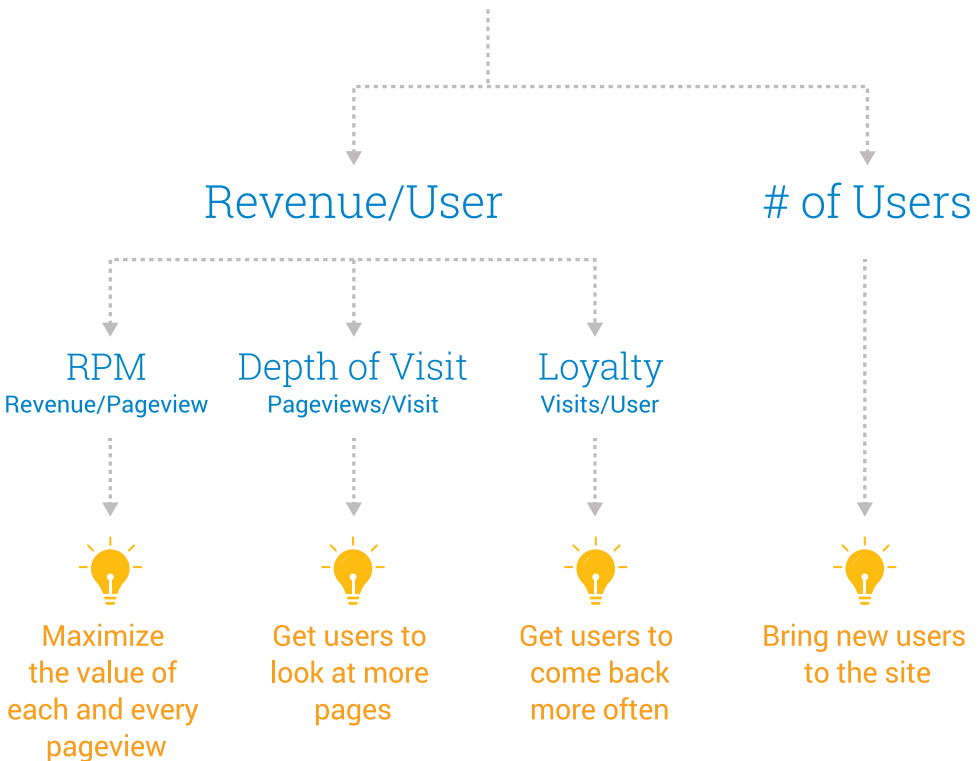 Revenue/User
# of Users
RPM
Revenue/Pageview
Depth of Visit
Pageviews/Visit
Loyalty
Visits/User
Maximize
the value of
each and every
pageview
Get users to
look at more
pages
Get users to
come back
more often
Bring new users
to the site